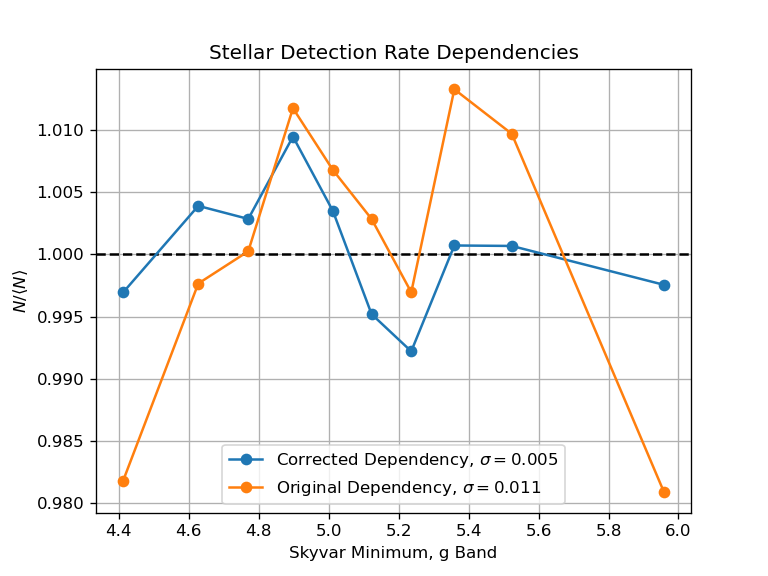 Stellar Detection Rate Dependencies
1.010
1.005
1.000
0.995
0.990
0.985
0.980
N/⟨N⟩
Corrected Dependency, σ = 0.005
Original Dependency, σ = 0.011
4.4 4.6 4.8 5.0 5.2 5.4 5.6 5.8 6.0
Skyvar Minimum, g Band